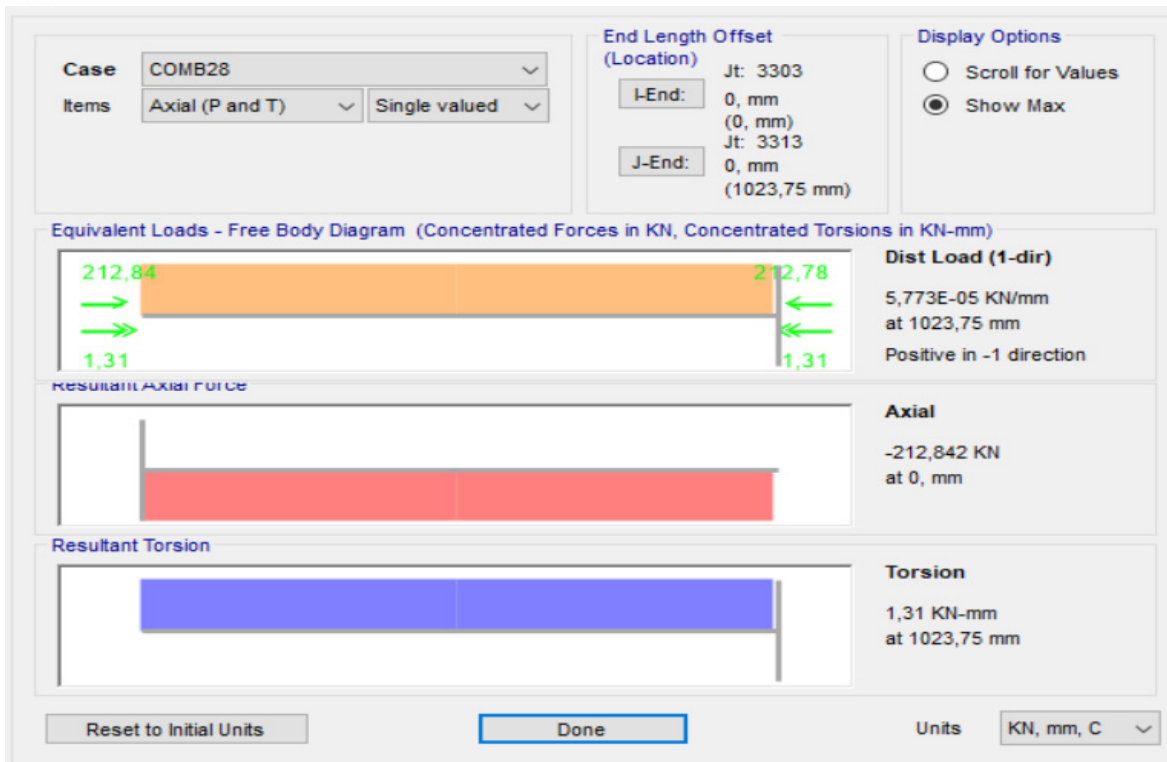 Case COMB28
Items Axial (P and T) Single valued
End Length Offset
(Location)
I-End:
Jt: 3303
0, mm
(0, mm)
J-End:
Jt: 3313
0, mm
(1023,75 mm)
Display Options
Scroll for Values
Show Max
Equivalent Loads - Free Body Diagram (Concentrated Forces in KN, Concentrated Torsions in KN-mm)
212,84
212,78
1,31
1,31
Dist Load (1-dir)
5,773E-05 KN/mm
at 1023,75 mm
Positive in -1 direction
Resultant Axial Force
Axial
-212,842 KN
at 0, mm
Resultant Torsion
Torsion
1,31 KN-mm
at 1023,75 mm
Reset to Initial Units
Done
Units KN, mm, C